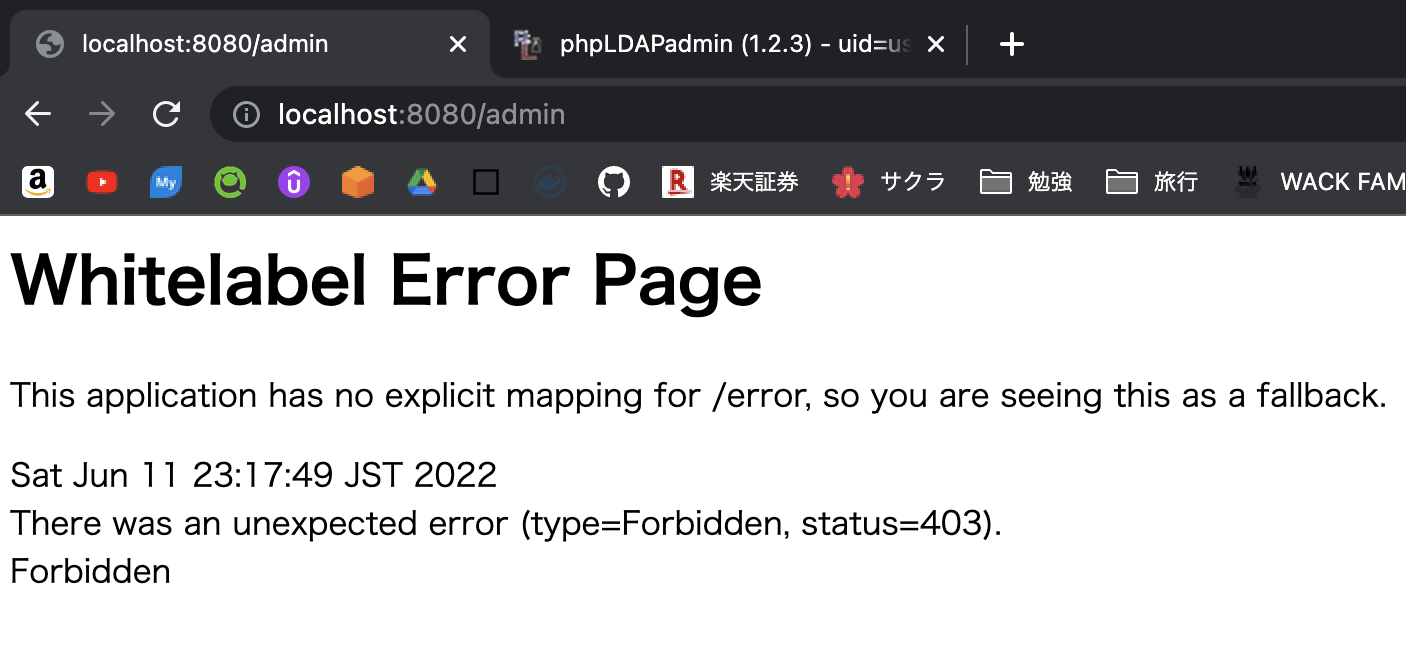 localhost:8080/admin
phpLDAPadmin (1.2.3) - uid=us
localhost:8080/admin
a My 楽天証券 サクラ 勉強 旅行 WACK FAM
Whitelabel Error Page
This application has no explicit mapping for /error, so you are seeing this as a fallback.
Sat Jun 11 23:17:49 JST 2022
There was an unexpected error (type=Forbidden, status=403).
Forbidden